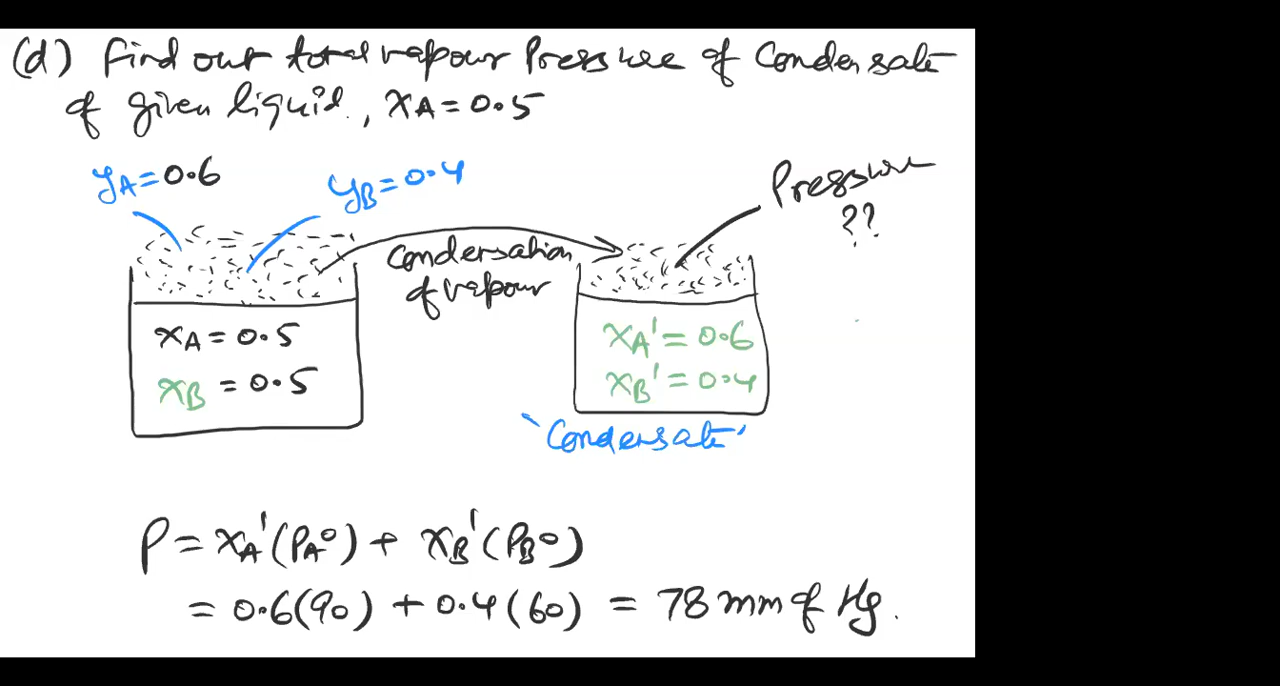 (d) Find out total vapour Pressure of Condensate
of given liquid, xA = 0.5
yA = 0.6
yB = 0.4
Pressure
??
Condensation
of vapour
xA = 0.5
xB = 0.5
xA' = 0.6
xB' = 0.4
'Condensate'
P = xA'(PA°) + xB'(PB°)
= 0.6(90) + 0.4(60) = 78 mm of Hg.